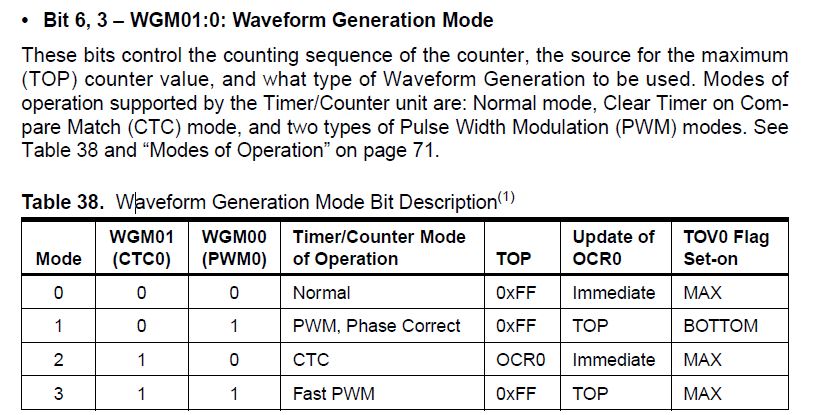 • Bit 6, 3 – WGM01:0: Waveform Generation Mode
These bits control the counting sequence of the counter, the source for the maximum
(TOP) counter value, and what type of Waveform Generation to be used. Modes of
operation supported by the Timer/Counter unit are: Normal mode, Clear Timer on Com-
pare Match (CTC) mode, and two types of Pulse Width Modulation (PWM) modes. See
Table 38 and “Modes of Operation” on page 71.
Table 38. Waveform Generation Mode Bit Description(1)
Mode WGM01 (CTC0) WGM00 (PWM0) Timer/Counter Mode of Operation TOP Update of OCR0 TOV0 Flag Set-on
0 0 0 Normal 0xFF Immediate MAX
1 0 1 PWM, Phase Correct 0xFF TOP BOTTOM
2 1 0 CTC OCR0 Immediate MAX
3 1 1 Fast PWM 0xFF TOP MAX